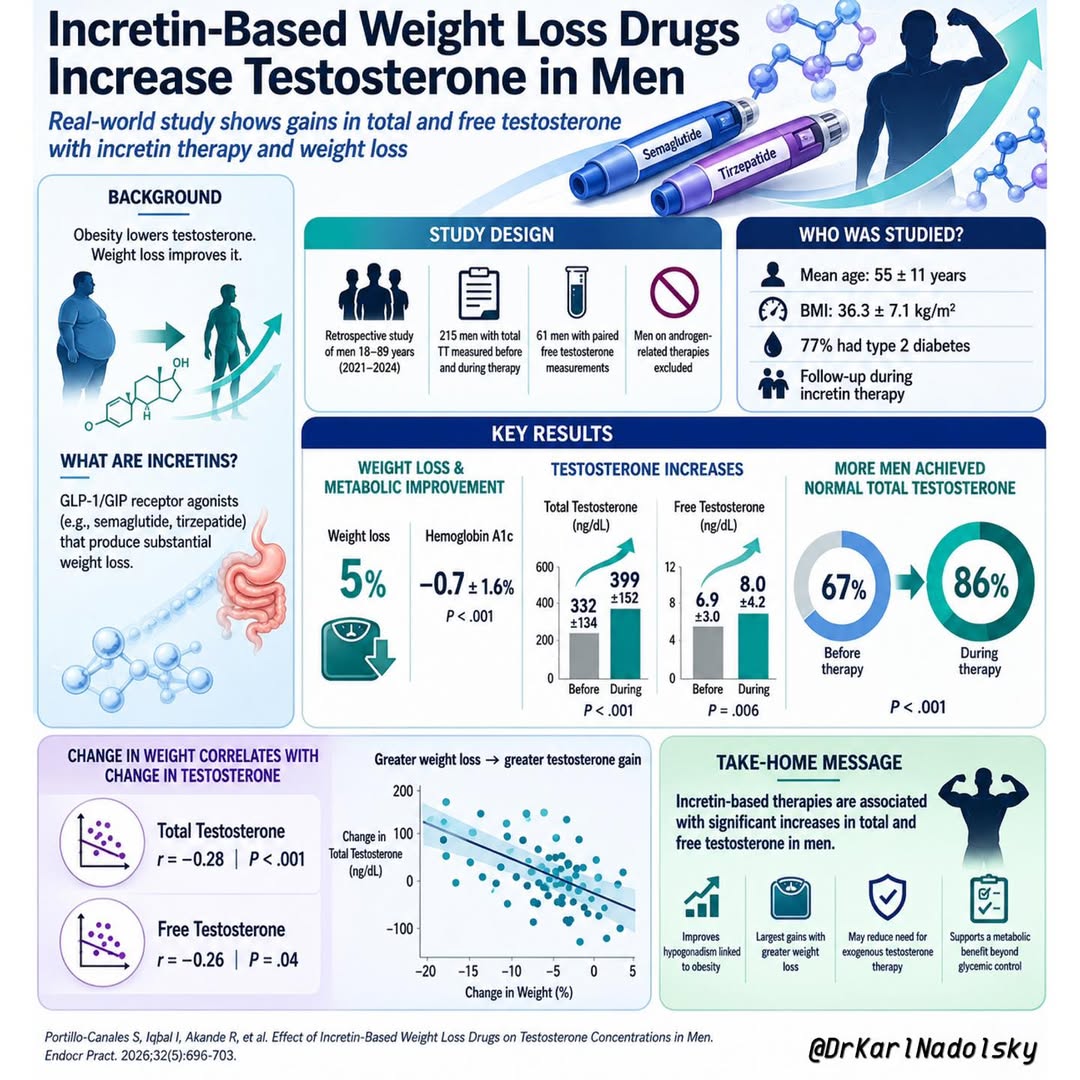 Incretin-Based Weight Loss Drugs
Increase Testosterone in Men
Real-world study shows gains in total and free testosterone
with incretin therapy and weight loss
Semaglutide
Tirzepatide
BACKGROUND
Obesity lowers testosterone.
Weight loss improves it.
OH
H
O
WHAT ARE INCRETINS?
GLP-1/GIP receptor agonists
(e.g., semaglutide, tirzepatide)
that produce substantial
weight loss.
STUDY DESIGN
Retrospective study
of men 18–89 years
(2021–2024)
215 men with total
TT measured before
and during therapy
61 men with paired
free testosterone
measurements
Men on androgen-
related therapies
excluded
WHO WAS STUDIED?
Mean age: 55 ± 11 years
BMI: 36.3 ± 7.1 kg/m²
77% had type 2 diabetes
Follow-up during
incretin therapy
KEY RESULTS
WEIGHT LOSS &
METABOLIC IMPROVEMENT
Weight loss
5%
Hemoglobin A1c
−0.7 ± 1.6%
P < .001
TESTOSTERONE INCREASES
Total Testosterone
(ng/dL)
600
400
200
0
332
±134
399
±152
Before
During
P < .001
Free Testosterone
(ng/dL)
12
8
4
0
6.9
±3.0
8.0
±4.2
Before
During
P = .006
MORE MEN ACHIEVED
NORMAL TOTAL TESTOSTERONE
67%
Before
therapy
86%
During
therapy
P < .001
CHANGE IN WEIGHT CORRELATES WITH
CHANGE IN TESTOSTERONE
Total Testosterone
r = −0.28 | P < .001
Free Testosterone
r = −0.26 | P = .04
Greater weight loss → greater testosterone gain
Change in
Total Testosterone
(ng/dL)
200
100
0
−100
−20
−15
−10
−5
0
5
Change in Weight (%)
TAKE-HOME MESSAGE
Incretin-based therapies are associated
with significant increases in total and
free testosterone in men.
Improves
hypogonadism linked
to obesity
Largest gains with
greater weight
loss
May reduce need for
exogenous testosterone
therapy
Supports a metabolic
benefit beyond
glycemic control
Portillo-Canales S, Iqbal I, Akande R, et al. Effect of Incretin-Based Weight Loss Drugs on Testosterone Concentrations in Men.
Endocr Pract. 2026;32(5):696-703.
@DrKarlNadolsky